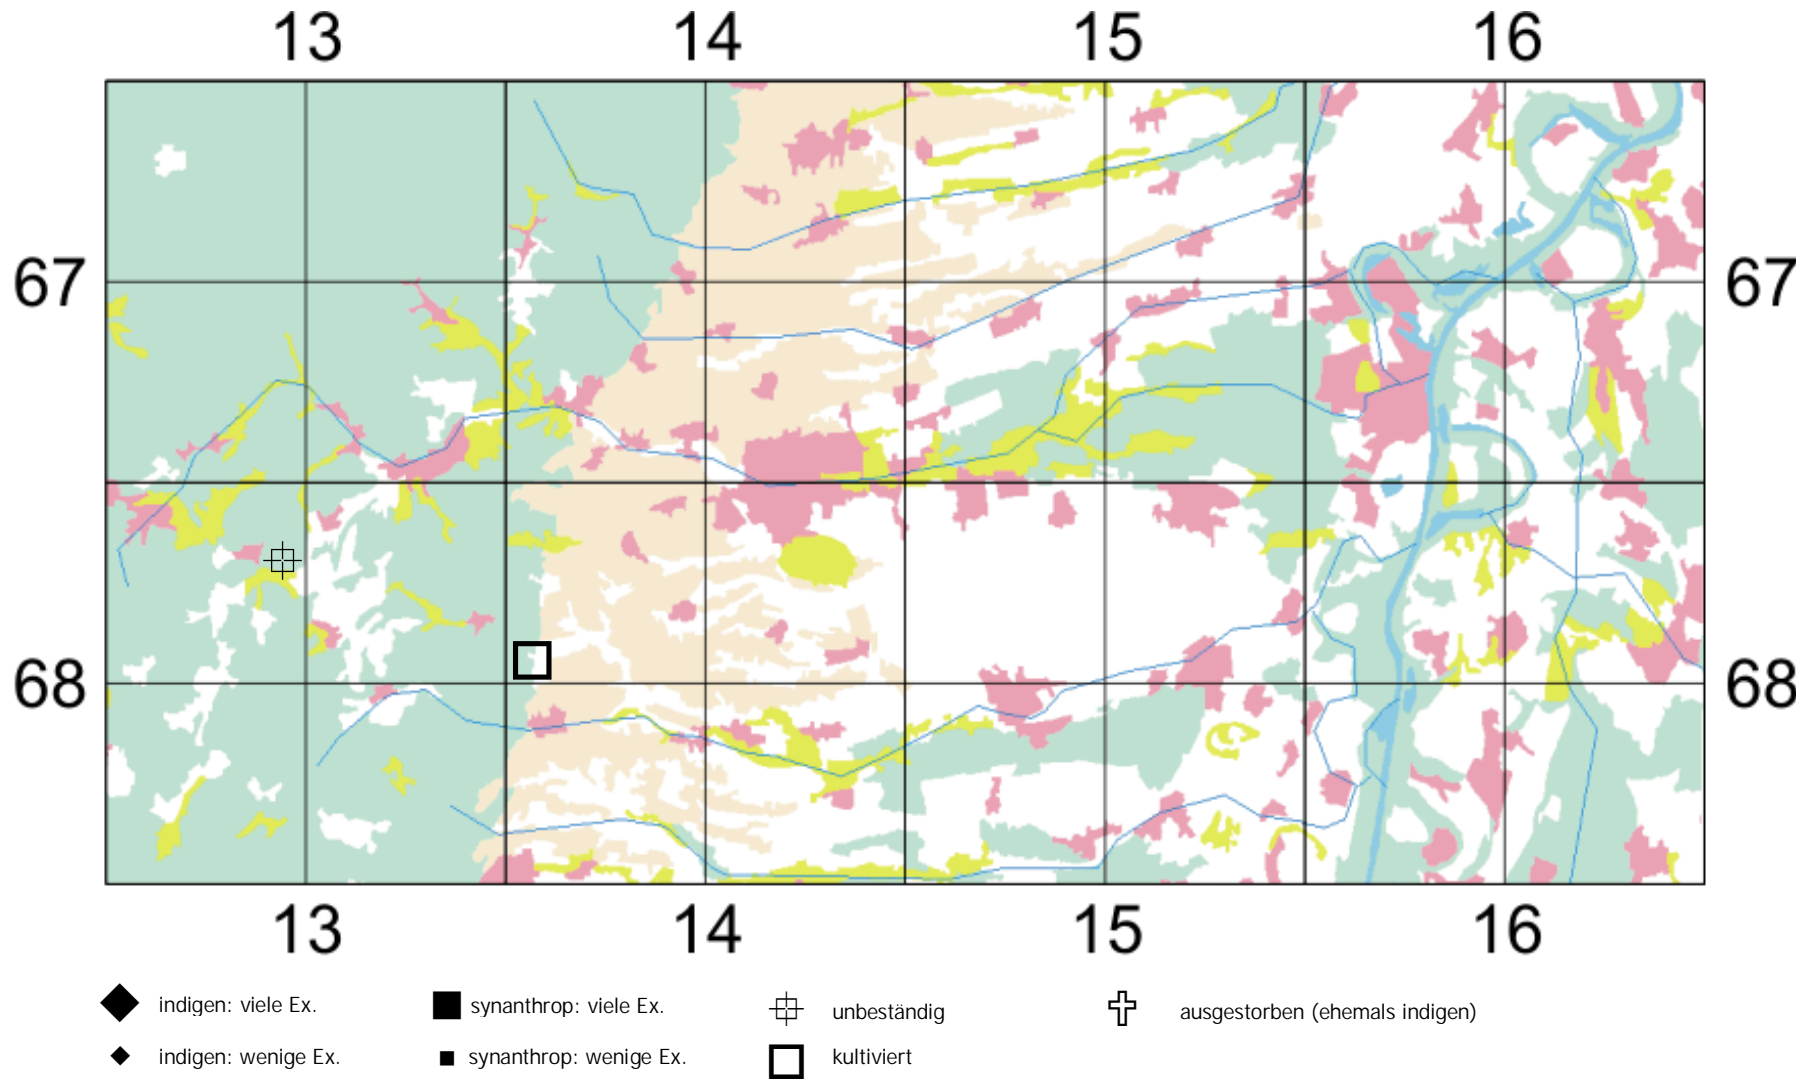 13 14 15 16
67 67
68 68
13 14 15 16
indigen: viele Ex. synanthrop: viele Ex. unbeständig ausgestorben (ehemals indigen)
indigen: wenige Ex. synanthrop: wenige Ex. kultiviert